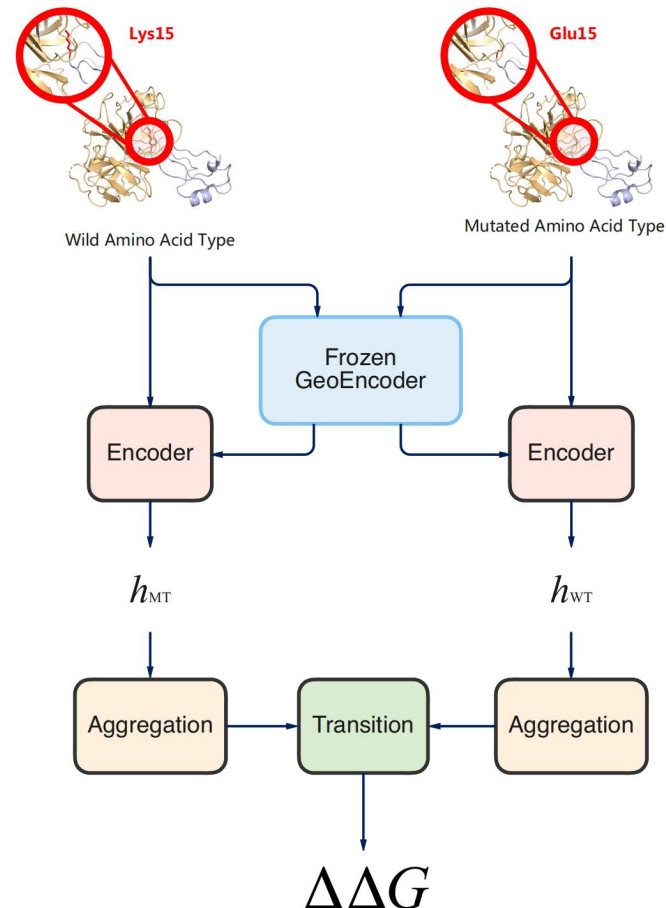 Lys15
Glu15
Wild Amino Acid Type
Mutated Amino Acid Type
Frozen
GeoEncoder
Encoder
Encoder
hMT
hWT
Aggregation
Transition
Aggregation
ΔΔG